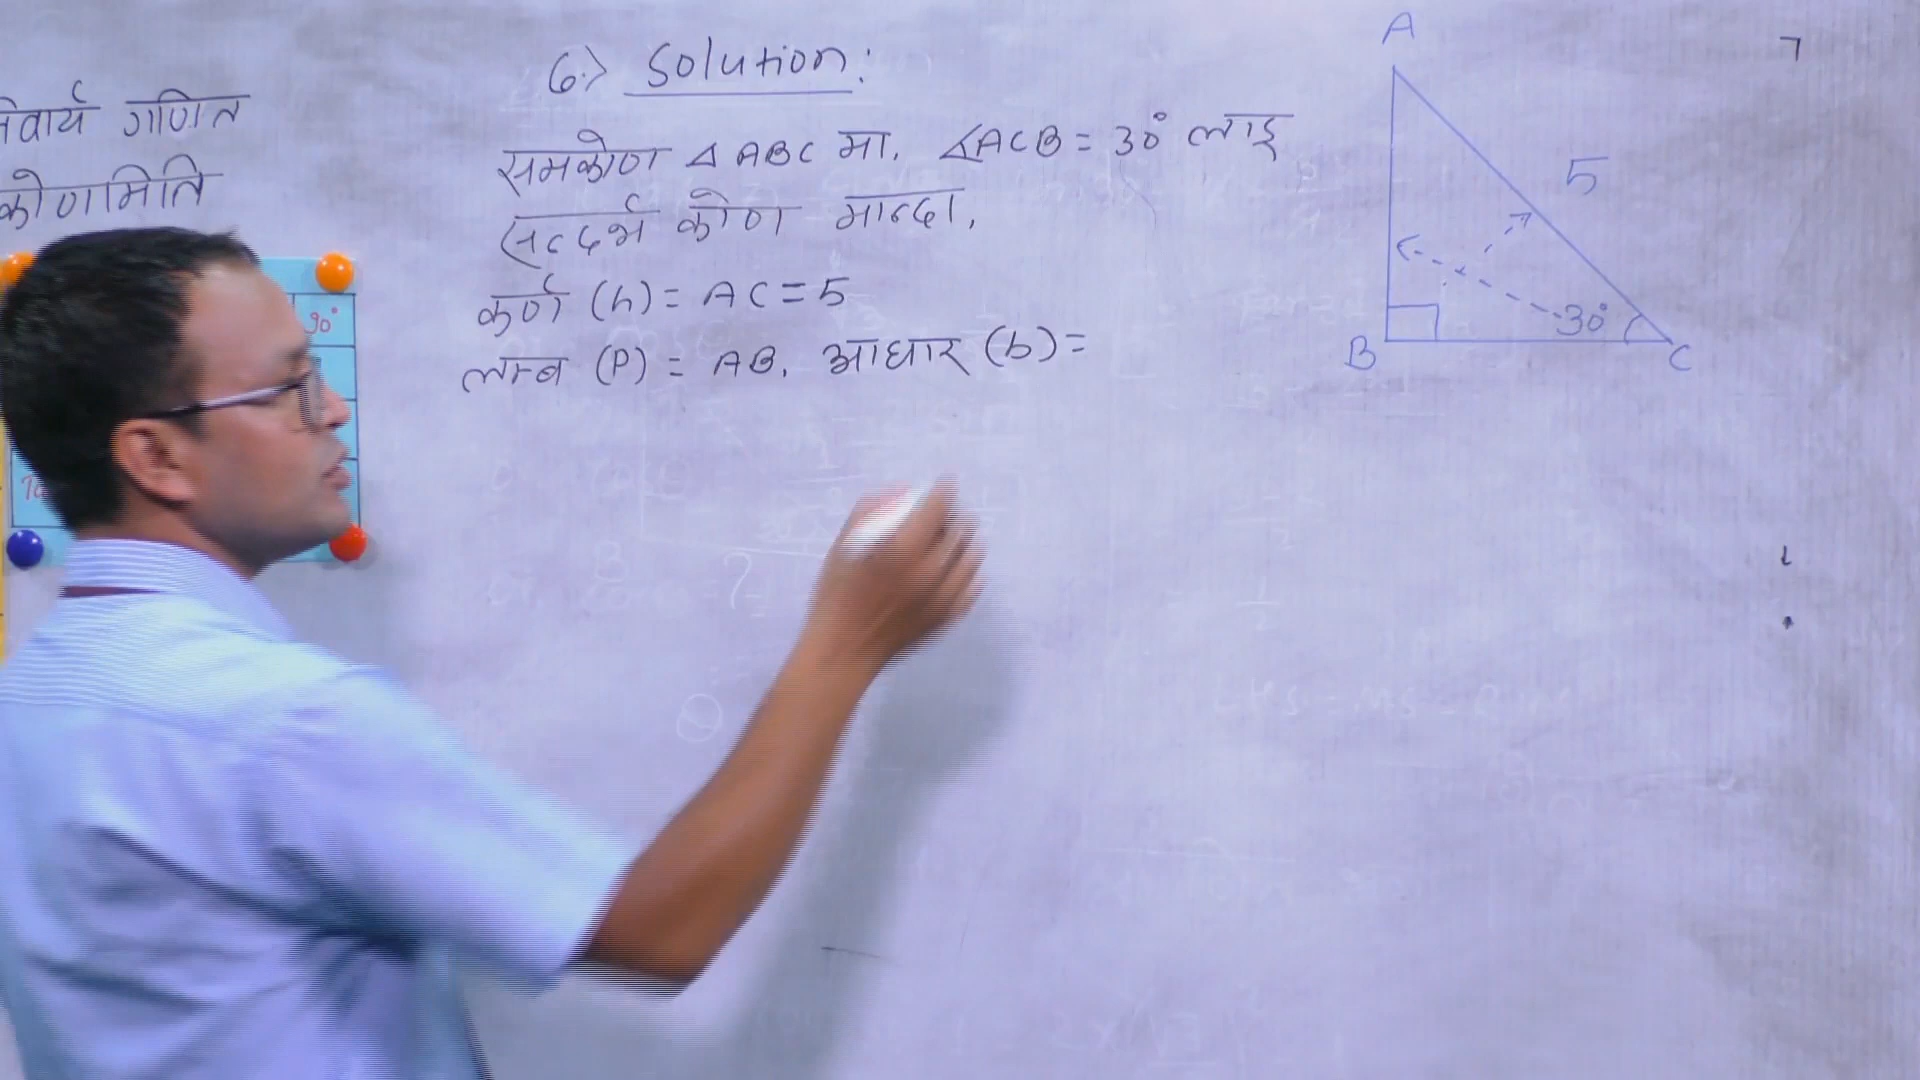 गणित
कोणमिति
6.) Solution:
समकोण △ ABC मा, ∠ACB = 30° लाइ
सन्दर्भ कोण मान्दा,
कर्ण (h) = AC = 5
लम्ब (P) = AB, आधार (b) =
A
5
30°
B
C
90°